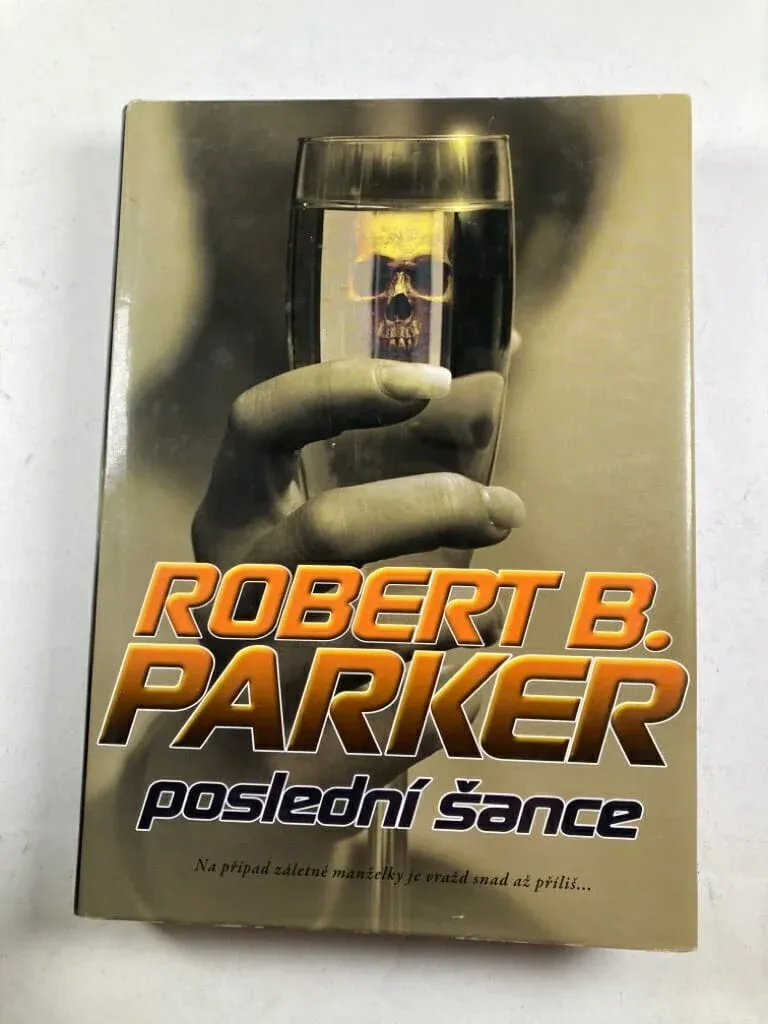 ROBERT B.
PARKER
poslední šance
Na případ záletné manželky je vražd snad až příliš...